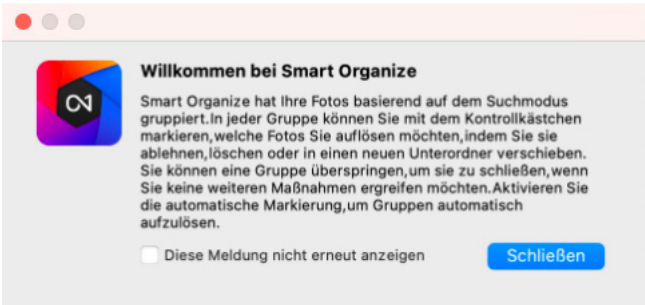 Willkommen bei Smart Organize
Smart Organize hat Ihre Fotos basierend auf dem Suchmodus
gruppiert.In jeder Gruppe können Sie mit dem Kontrollkästchen
markieren,welche Fotos Sie auflösen möchten,indem Sie sie
ablehnen,löschen oder in einen neuen Unterordner verschieben.
Sie können eine Gruppe überspringen,um sie zu schließen,wenn
Sie keine weiteren Maßnahmen ergreifen möchten.Aktivieren Sie
die automatische Markierung,um Gruppen automatisch
aufzulösen.
Diese Meldung nicht erneut anzeigen
Schließen